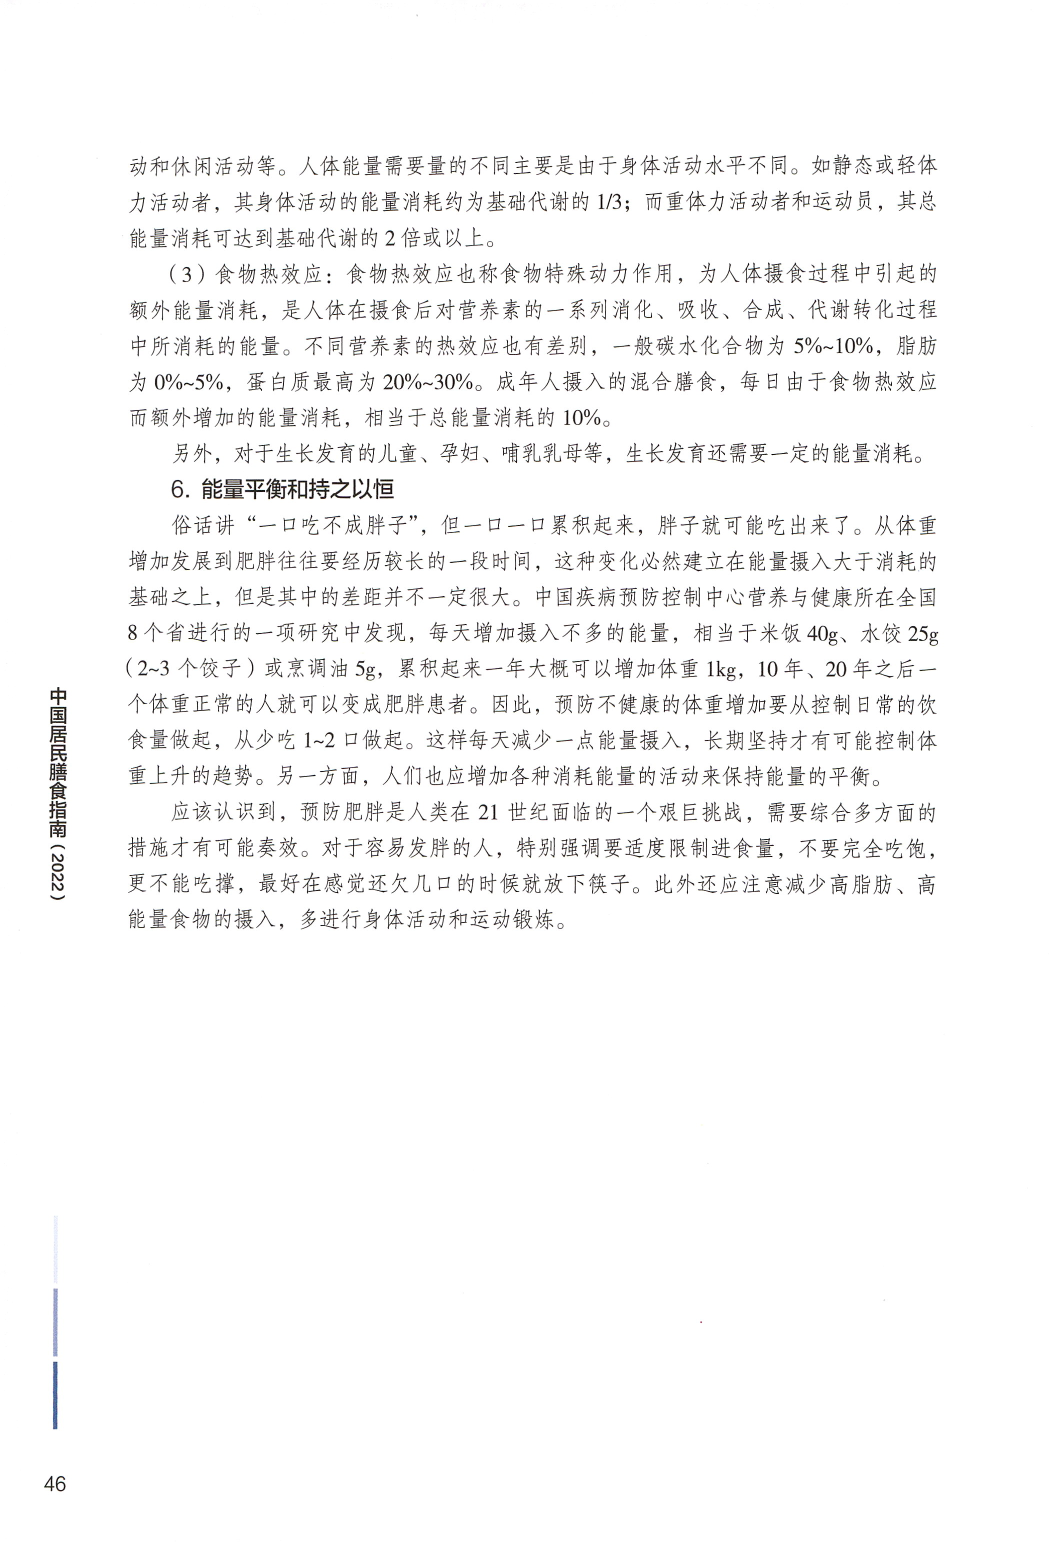 动和休闲活动等。人体能量需要量的不同主要是由于身体活动水平不同。如静态或轻体
力活动者，其身体活动的能量消耗约为基础代谢的 1/3；而重体力活动者和运动员，其总
能量消耗可达到基础代谢的 2 倍或以上。
（3）食物热效应：食物热效应也称食物特殊动力作用，为人体摄食过程中引起的
额外能量消耗，是人体在摄食后对营养素的一系列消化、吸收、合成、代谢转化过程
中所消耗的能量。不同营养素的热效应也有差别，一般碳水化合物为 5%~10%，脂肪
为 0%~5%，蛋白质最高为 20%~30%。成年人摄入的混合膳食，每日由于食物热效应
而额外增加的能量消耗，相当于总能量消耗的 10%。
另外，对于生长发育的儿童、孕妇、哺乳乳母等，生长发育还需要一定的能量消耗。
6. 能量平衡和持之以恒
俗话讲“一口吃不成胖子”，但一口一口累积起来，胖子就可能吃出来了。从体重
增加发展到肥胖往往要经历较长的一段时间，这种变化必然建立在能量摄入大于消耗的
基础之上，但是其中的差距并不一定很大。中国疾病预防控制中心营养与健康所在全国
8 个省进行的一项研究中发现，每天增加摄入不多的能量，相当于米饭 40g、水饺 25g
（2~3 个饺子）或烹调油 5g，累积起来一年大概可以增加体重 1kg，10 年、20 年之后一
个体重正常的人就可以变成肥胖患者。因此，预防不健康的体重增加要从控制日常的饮
食量做起，从少吃 1~2 口做起。这样每天减少一点能量摄入，长期坚持才有可能控制体
重上升的趋势。另一方面，人们也应增加各种消耗能量的活动来保持能量的平衡。
应该认识到，预防肥胖是人类在 21 世纪面临的一个艰巨挑战，需要综合多方面的
措施才有可能奏效。对于容易发胖的人，特别强调要适度限制进食量，不要完全吃饱，
更不能吃撑，最好在感觉还欠几口的时候就放下筷子。此外还应注意减少高脂肪、高
能量食物的摄入，多进行身体活动和运动锻炼。
中国居民膳食指南（2022）
46